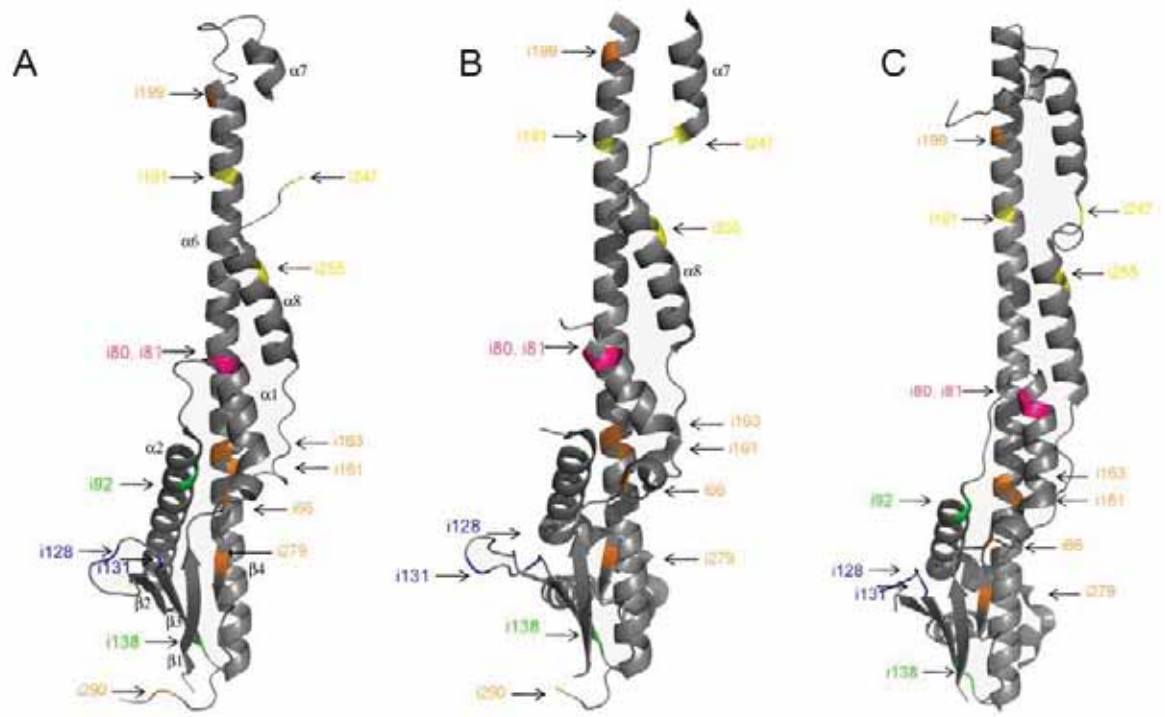 A
α7
i199
i191
i247
α6
i255
α8
i80, i81
α1
α2
i163
i161
i92
i66
i128
i131
i279
β4
β2
β3
i138
β1
i290
B
i199
α7
i191
i247
i255
α8
i80, i81
i163
i161
i66
i128
i131
i279
i138
i290
C
i199
i191
i247
i255
i80, i81
i163
i92
i161
i66
i128
i131
i279
i138